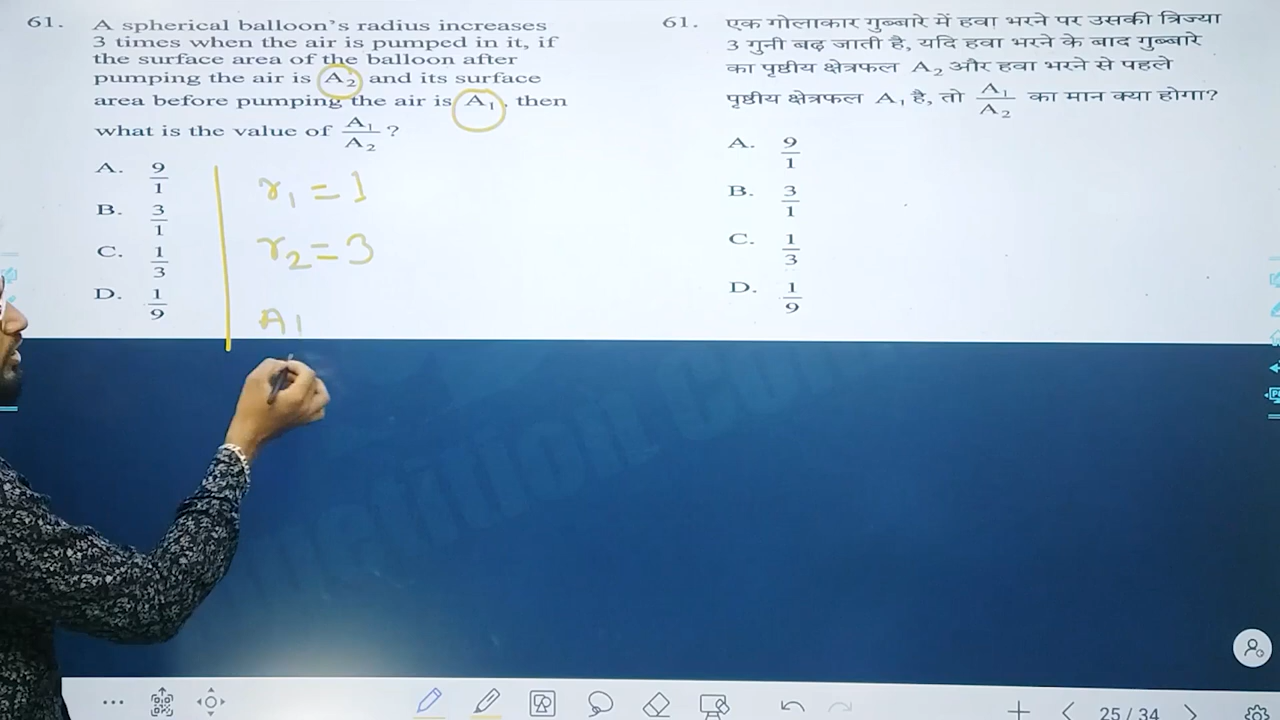 61. A spherical balloon's radius increases
3 times when the air is pumped in it, if
the surface area of the balloon after
pumping the air is A₂ and its surface
area before pumping the air is A₁, then
what is the value of A₁/A₂ ?
A. 9/1
B. 3/1
C. 1/3
D. 1/9
r₁ = 1
r₂ = 3
A₁
61. एक गोलाकार गुब्बारे में हवा भरने पर उसकी त्रिज्या
3 गुनी बढ़ जाती है, यदि हवा भरने के बाद गुब्बारे
का पृष्ठीय क्षेत्रफल A₂ और हवा भरने से पहले
पृष्ठीय क्षेत्रफल A₁ है, तो A₁/A₂ का मान क्या होगा?
A. 9/1
B. 3/1
C. 1/3
D. 1/9
25 / 34